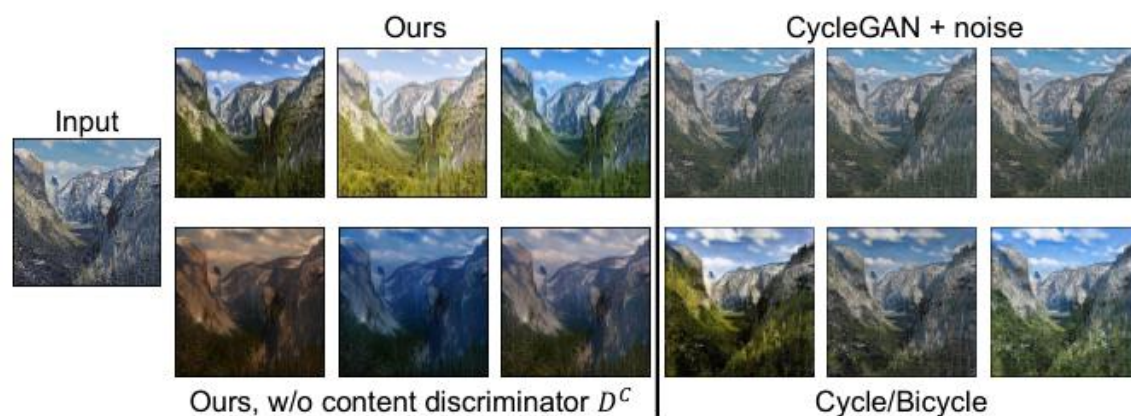 Ours
CycleGAN + noise
Input
Ours, w/o content discriminator D^C
Cycle/Bicycle